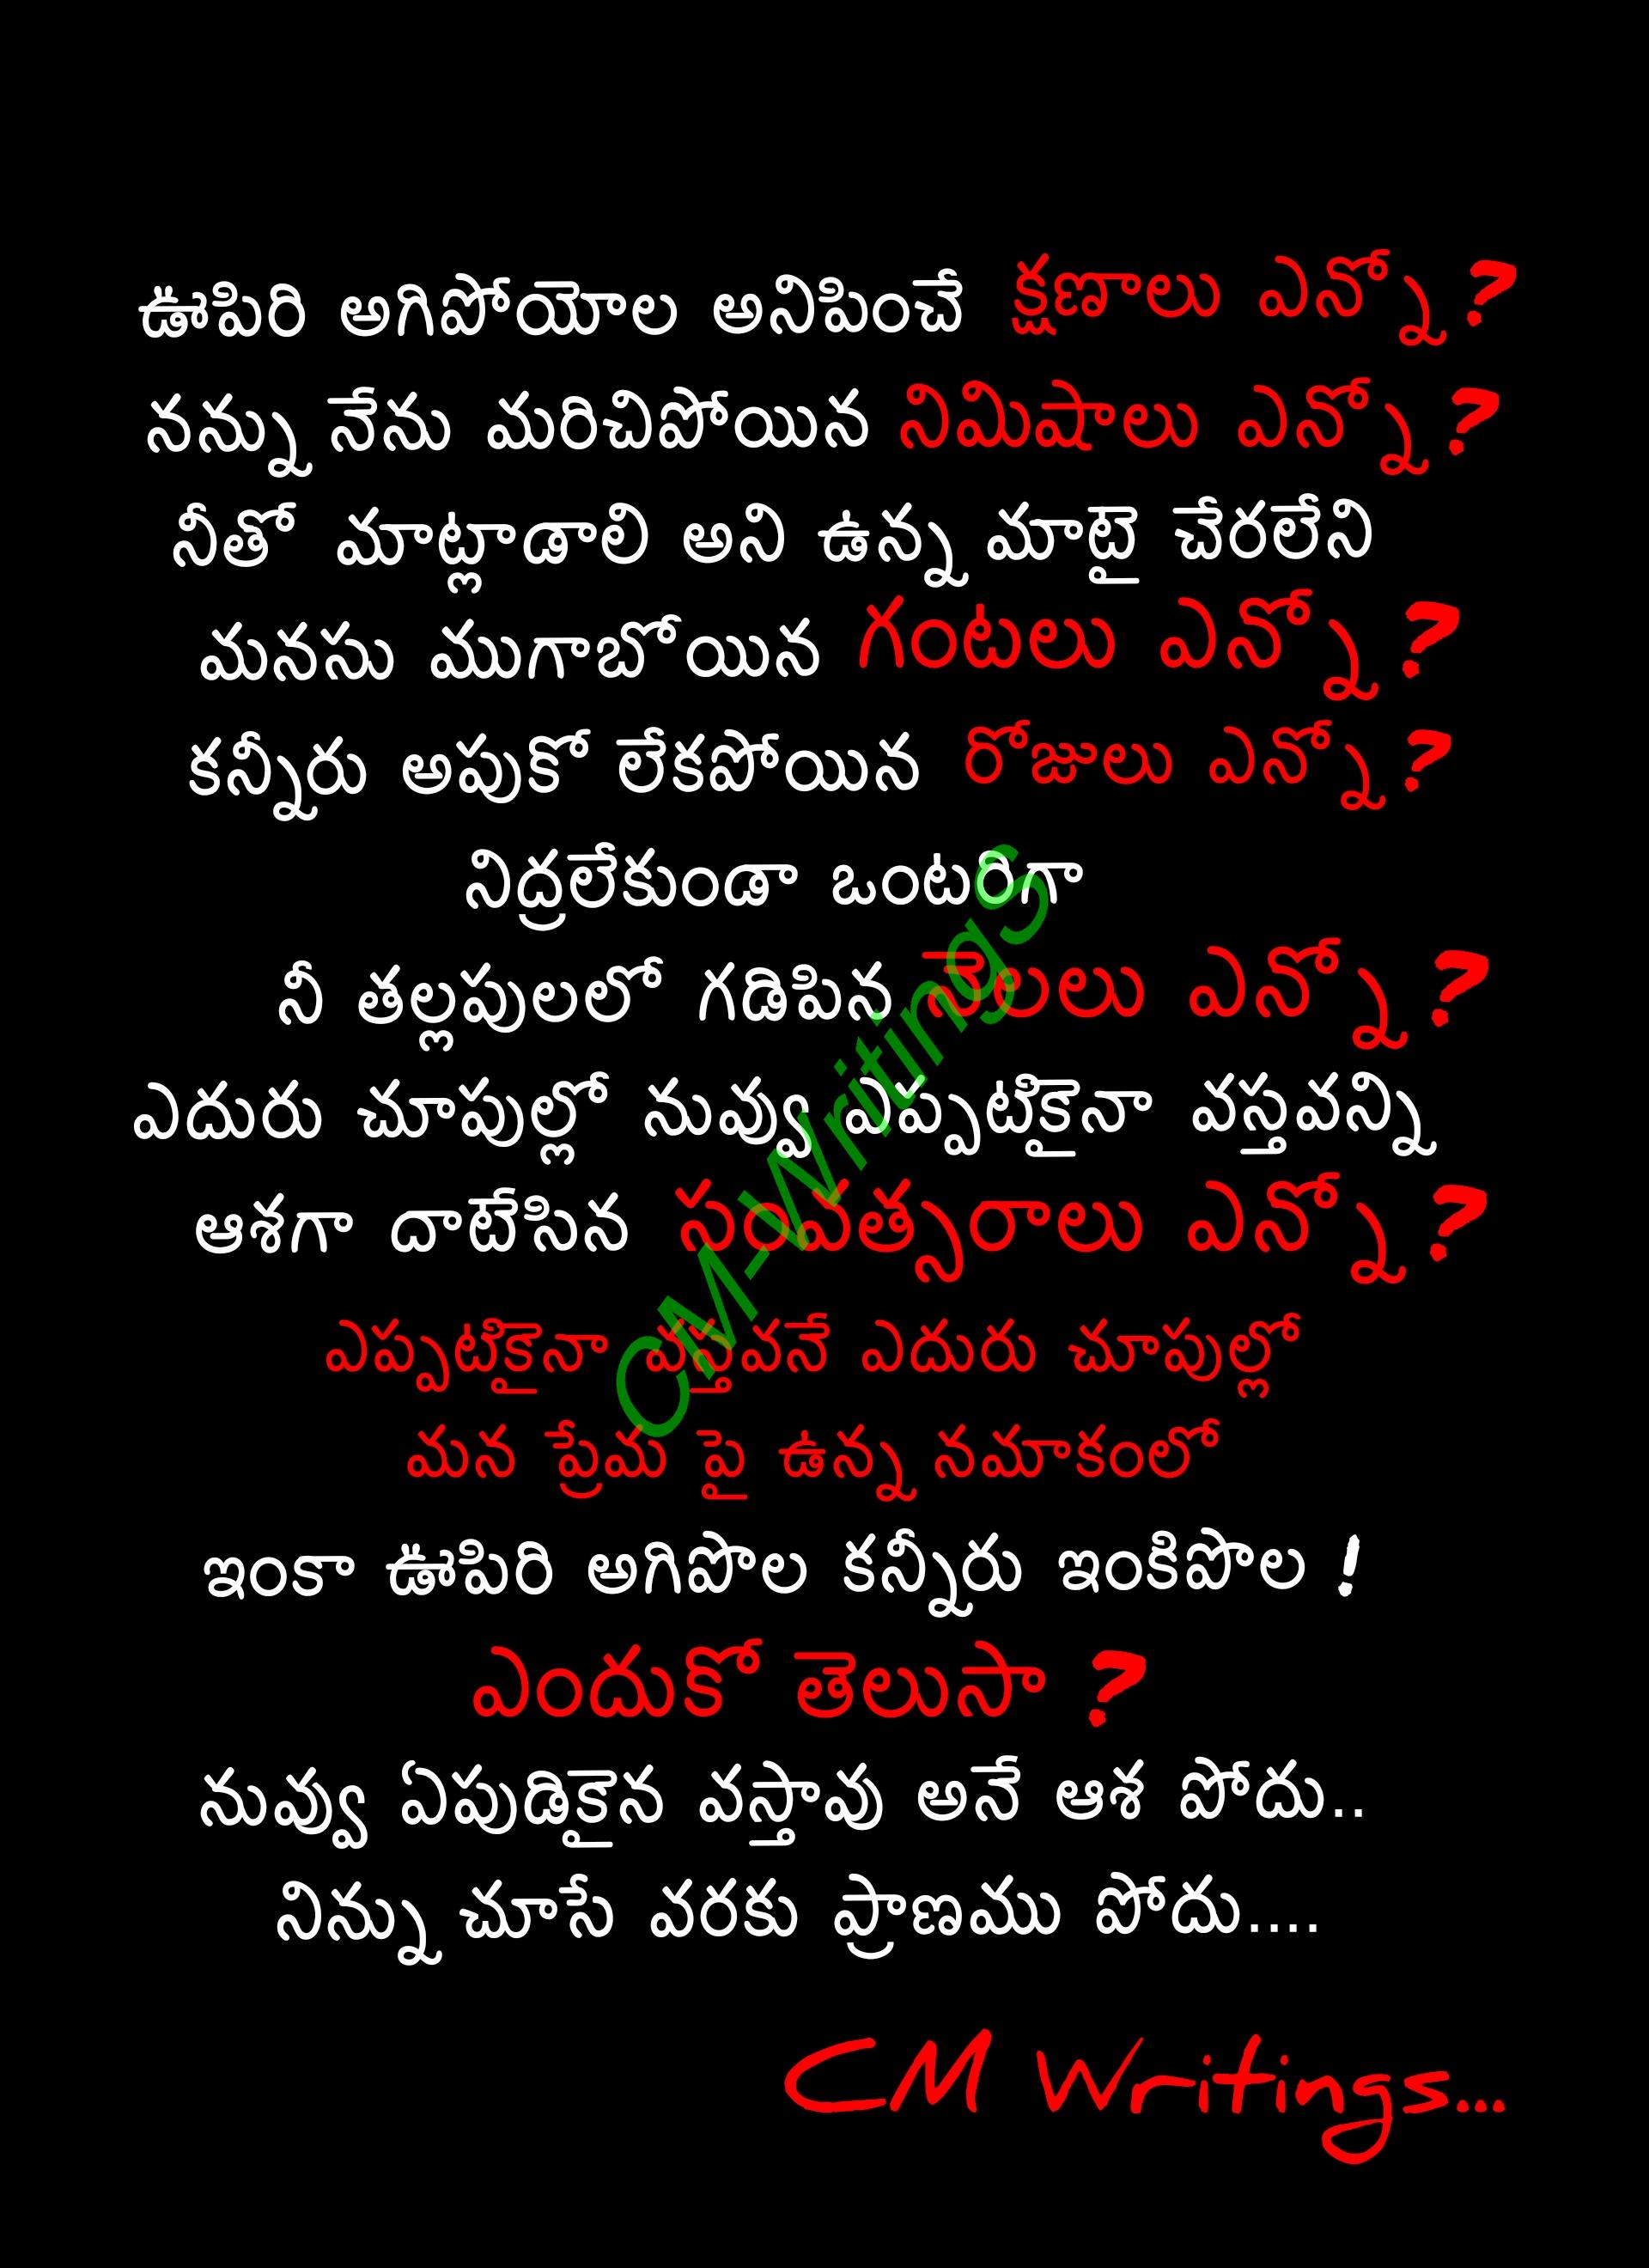 ఊపిరి అగిపోయేాల అనిపించే క్షణాలు ఎన్నో?
నన్ను నేను మరిచిపోయిన నిమిషాలు ఎన్నో?
నీతో మాట్లాడాలి అని ఉన్న మాటై చేరలేని
మనసు ముగాబోయిన గంటలు ఎన్నో?
కన్నీరు అపుకో లేకపోయిన రోజులు ఎన్నో?
నిద్రలేకుండా ఒంటరిగా
నీ తల్లపులలో గడిపిన నెలలు ఎన్నో?
ఎదురు చూపుల్లో నువ్వు ఎప్పటికైనా వస్తవన్ని
ఆశగా దాటేసిన సంవత్సరాలు ఎన్నో?
ఎప్పటికైనా వస్తవనే ఎదురు చూపుల్లో
మన ప్రేమ పై ఉన్న నమాకంలో
ఇంకా ఊపిరి అగిపొల కన్నీరు ఇంకిపొల !
ఎందుకో తెలుసా ?
నువ్వు ఏపుడికైన వస్తావు అనే ఆశ పోదు..
నిన్ను చూసే వరకు ప్రాణము పోదు....
CM Writings...
CM-Writings